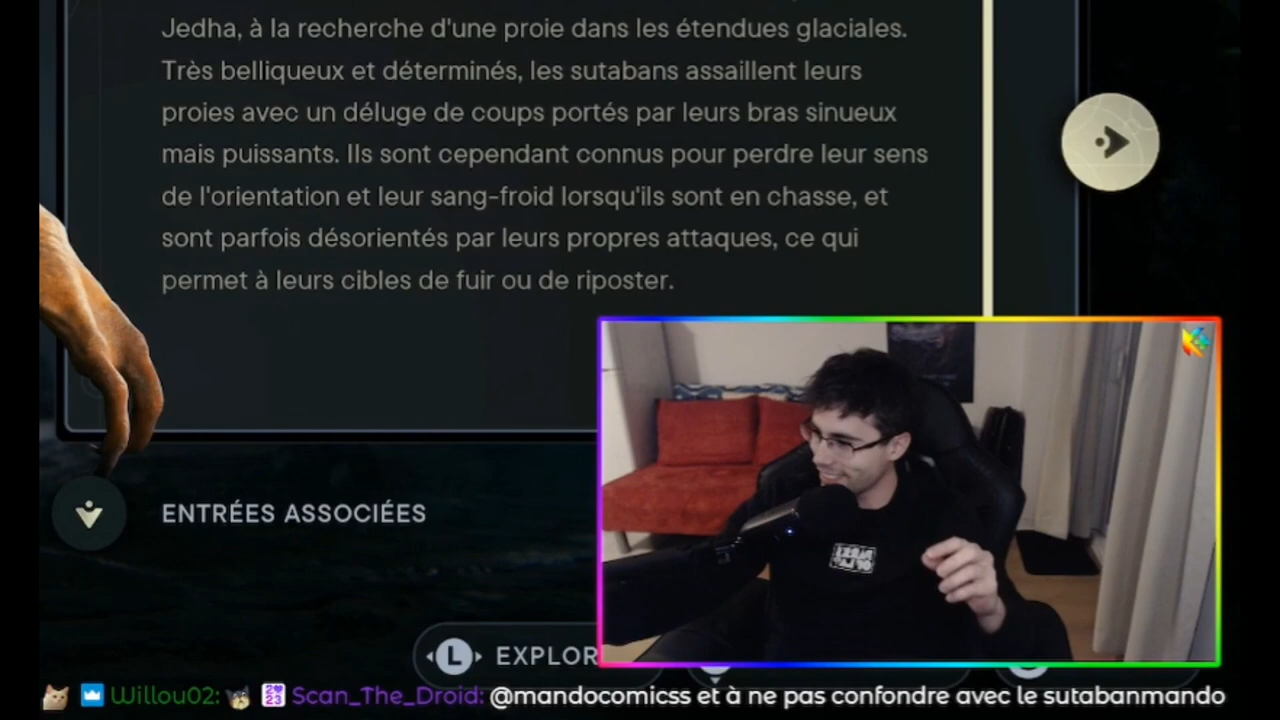 Jedha, à la recherche d'une proie dans les étendues glaciales.
Très belliqueux et déterminés, les sutabans assaillent leurs
proies avec un déluge de coups portés par leurs bras sinueux
mais puissants. Ils sont cependant connus pour perdre leur sens
de l'orientation et leur sang-froid lorsqu'ils sont en chasse, et
sont parfois désorientés par leurs propres attaques, ce qui
permet à leurs cibles de fuir ou de riposter.
ENTRÉES ASSOCIÉES
L EXPLOR
Willou02: Scan_The_Droid: @mandocomicss et à ne pas confondre avec le sutabanmando